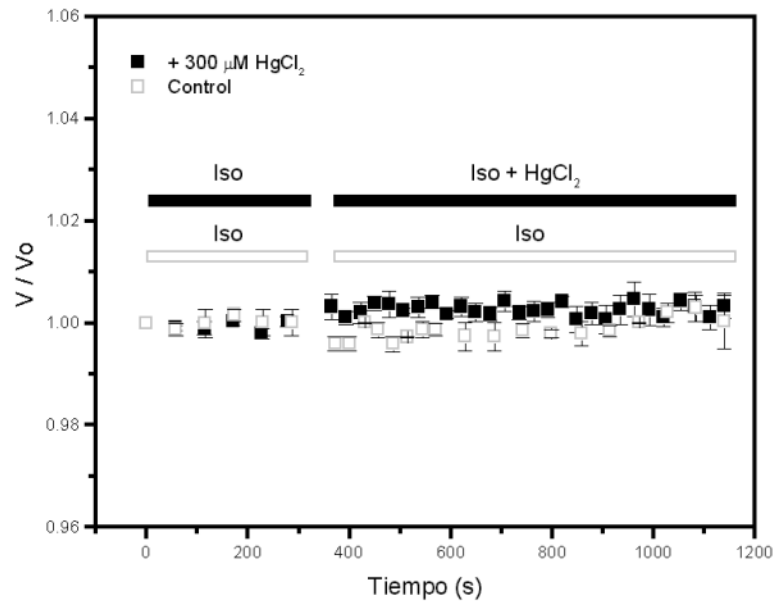 1.06
1.04
1.02
1.00
0.98
0.96
V / Vo
+ 300 μM HgCl₂
Control
Iso
Iso + HgCl₂
Iso
Iso
0 200 400 600 800 1000 1200
Tiempo (s)